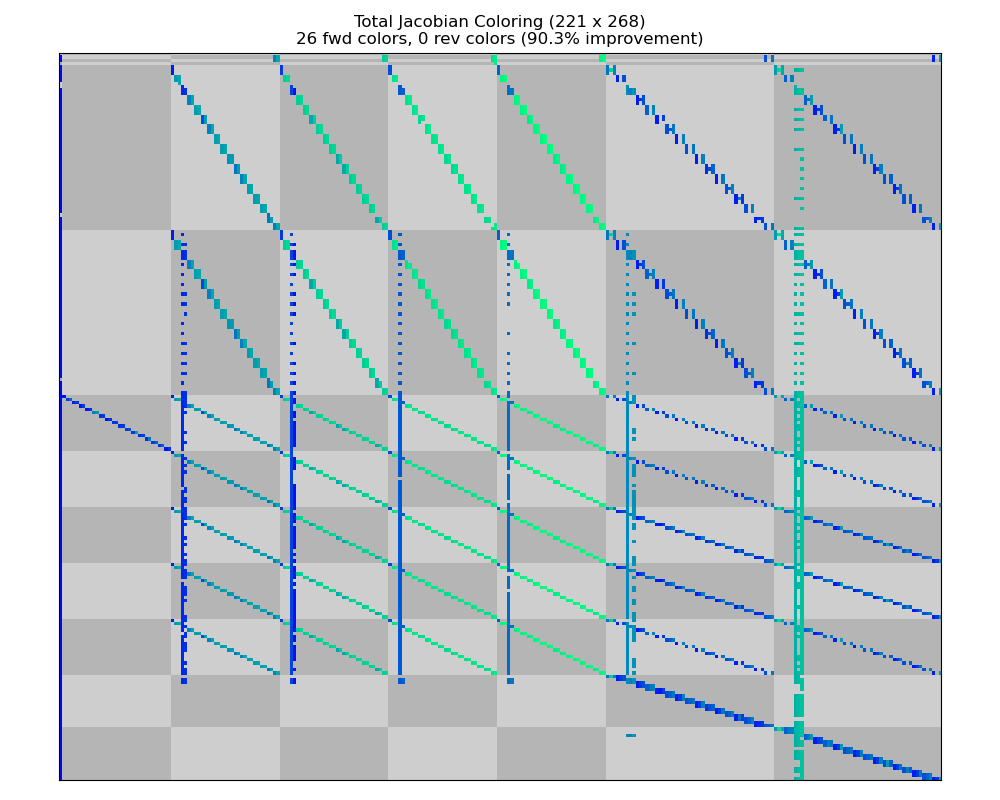 Total Jacobian Coloring (221 x 268)
26 fwd colors, 0 rev colors (90.3% improvement)